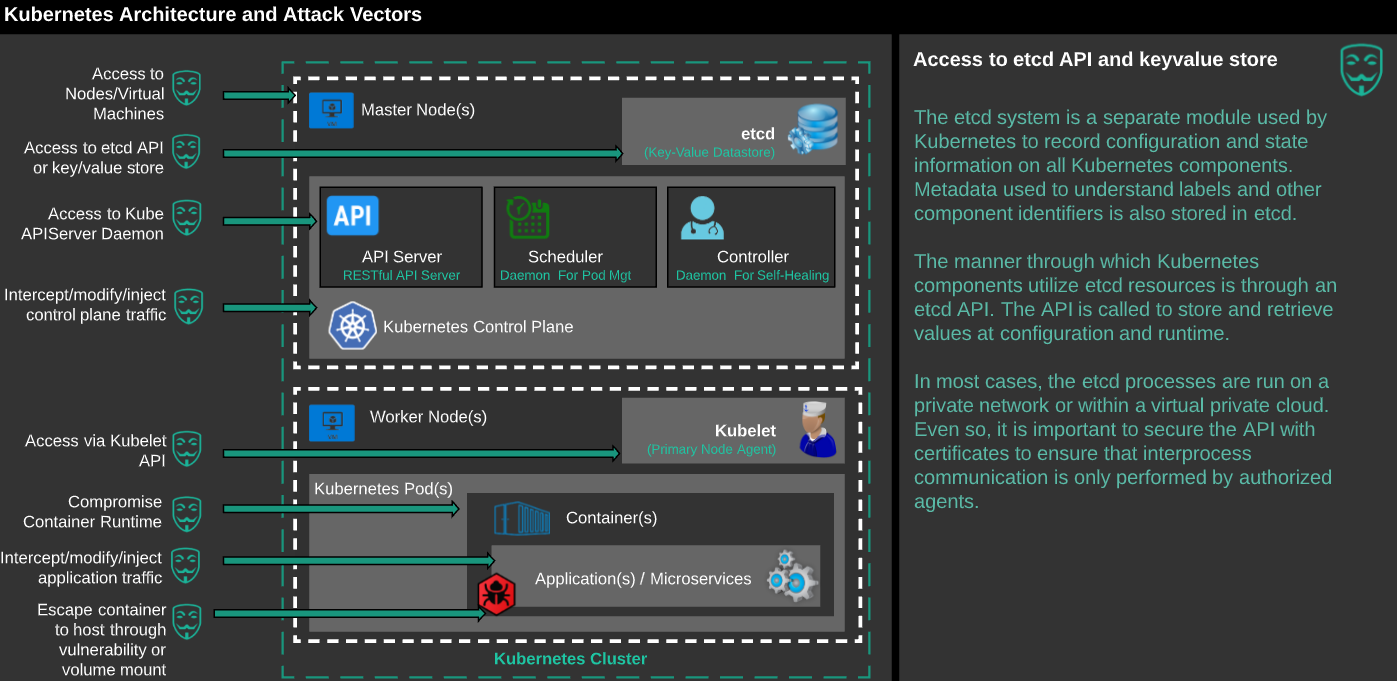 Kubernetes Architecture and Attack Vectors
Access to
Nodes/Virtual
Machines
Access to etcd API
or key/value store
Access to Kube
APIServer Daemon
Intercept/modify/inject
control plane traffic
Access via Kubelet
API
Compromise
Container Runtime
Intercept/modify/inject
application traffic
Escape container
to host through
vulnerability or
volume mount
Master Node(s)
etcd
(Key-Value Datastore)
API
API Server
RESTful API Server
Scheduler
Daemon For Pod Mgt
Controller
Daemon For Self-Healing
Kubernetes Control Plane
Worker Node(s)
Kubelet
(Primary Node Agent)
Kubernetes Pod(s)
Container(s)
Application(s) / Microservices
Kubernetes Cluster
Access to etcd API and keyvalue store
The etcd system is a separate module used by
Kubernetes to record configuration and state
information on all Kubernetes components.
Metadata used to understand labels and other
component identifiers is also stored in etcd.
The manner through which Kubernetes
components utilize etcd resources is through an
etcd API. The API is called to store and retrieve
values at configuration and runtime.
In most cases, the etcd processes are run on a
private network or within a virtual private cloud.
Even so, it is important to secure the API with
certificates to ensure that interprocess
communication is only performed by authorized
agents.